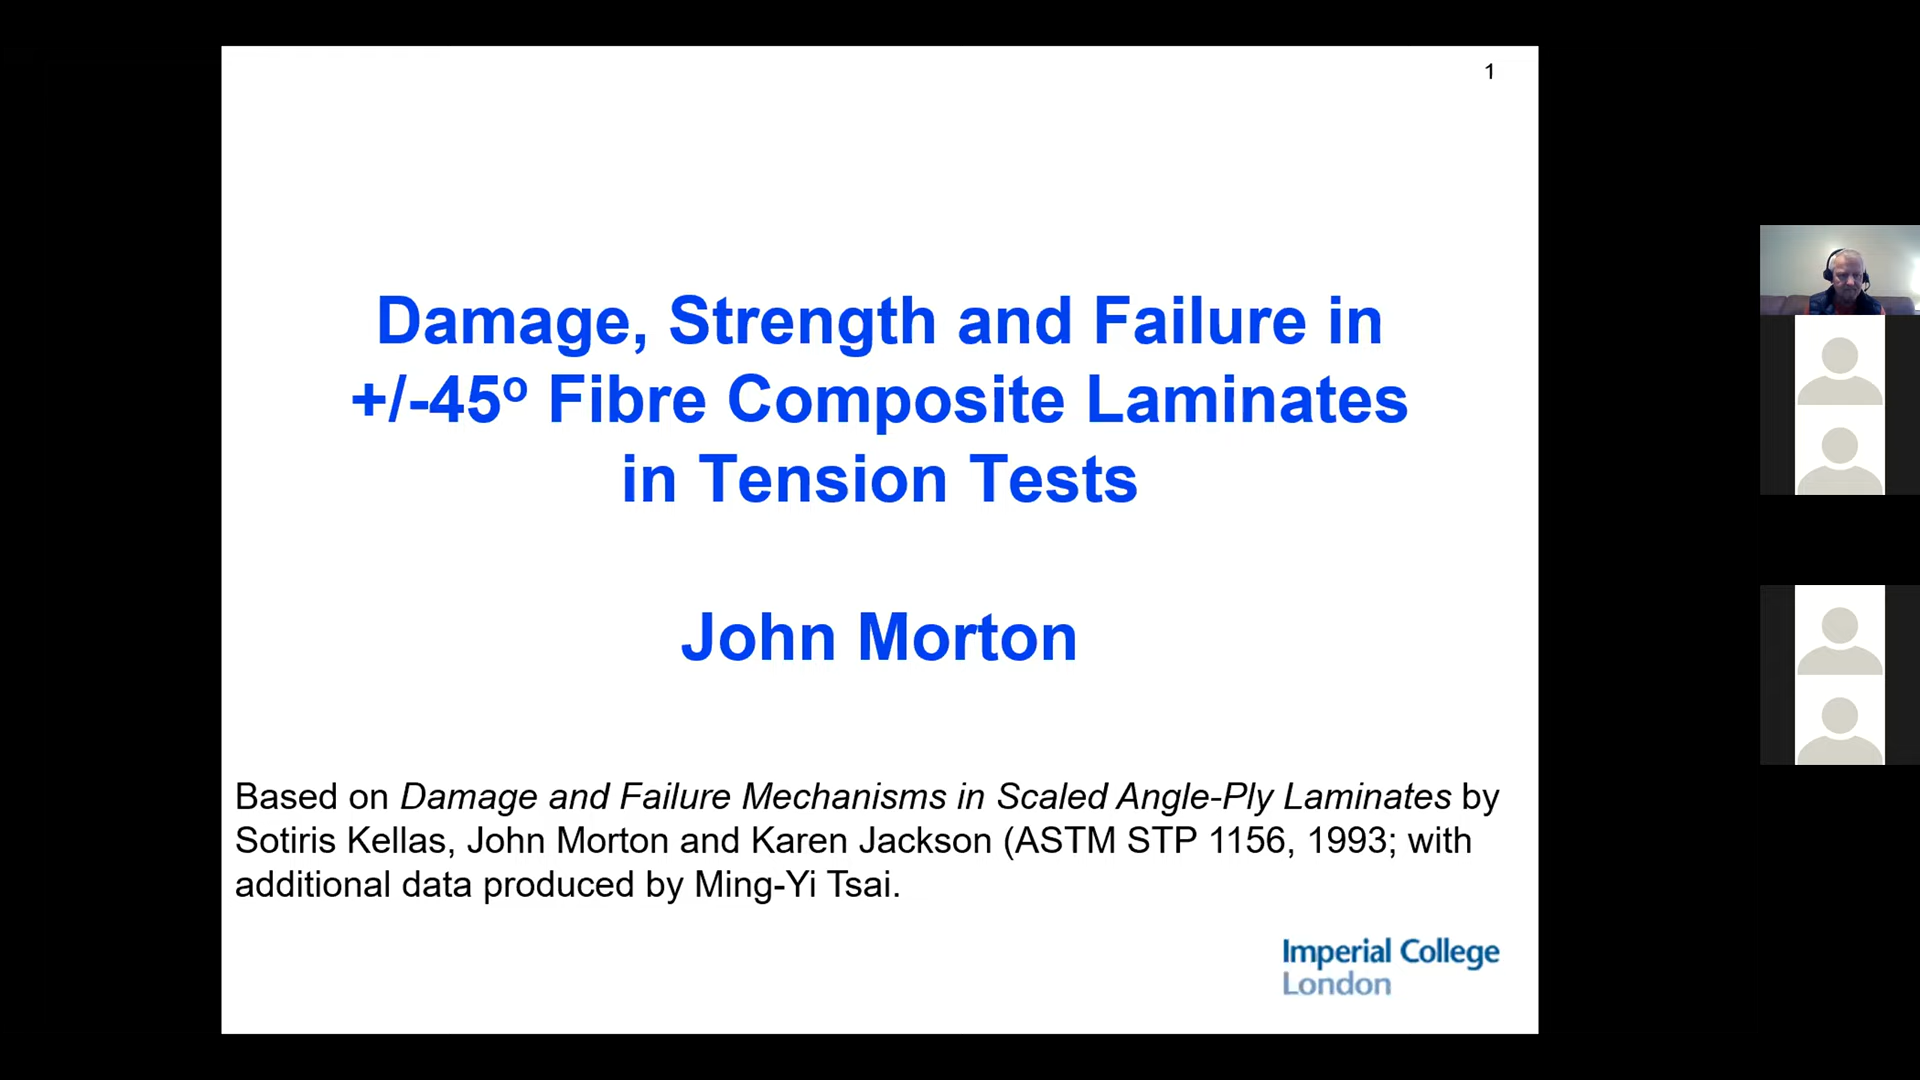 1
Damage, Strength and Failure in
+/-45º Fibre Composite Laminates
in Tension Tests
John Morton
Based on Damage and Failure Mechanisms in Scaled Angle-Ply Laminates by
Sotiris Kellas, John Morton and Karen Jackson (ASTM STP 1156, 1993; with
additional data produced by Ming-Yi Tsai.
Imperial College
London